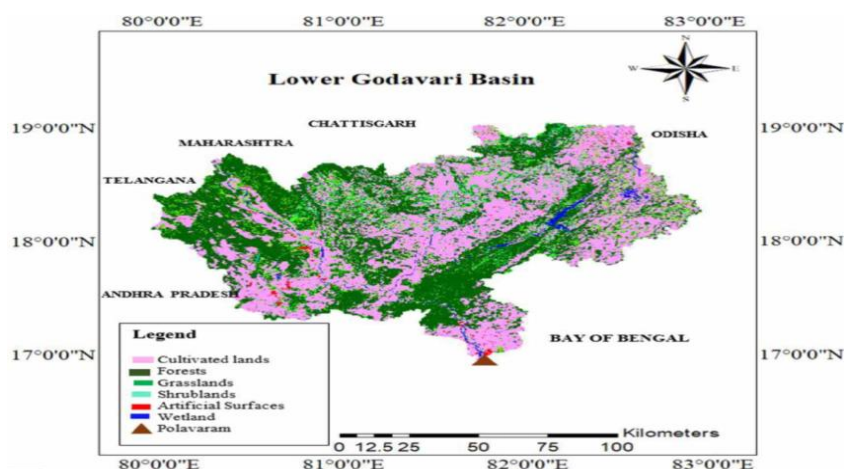 80°0'0"E 81°0'0"E 82°0'0"E 83°0'0"E
N
W E
S
Lower Godavari Basin
19°0'0"N 19°0'0"N
CHATTISGARH
ODISHA
MAHARASHTRA
TELANGANA
18°0'0"N 18°0'0"N
ANDHRA PRADESH
BAY OF BENGAL
17°0'0"N 17°0'0"N
Legend
Cultivated lands
Forests
Grasslands
Shrublands
Artificial Surfaces
Wetland
Polavaram
Kilometers
0 12.5 25 50 75 100
80°0'0"E 81°0'0"E 82°0'0"E 83°0'0"E